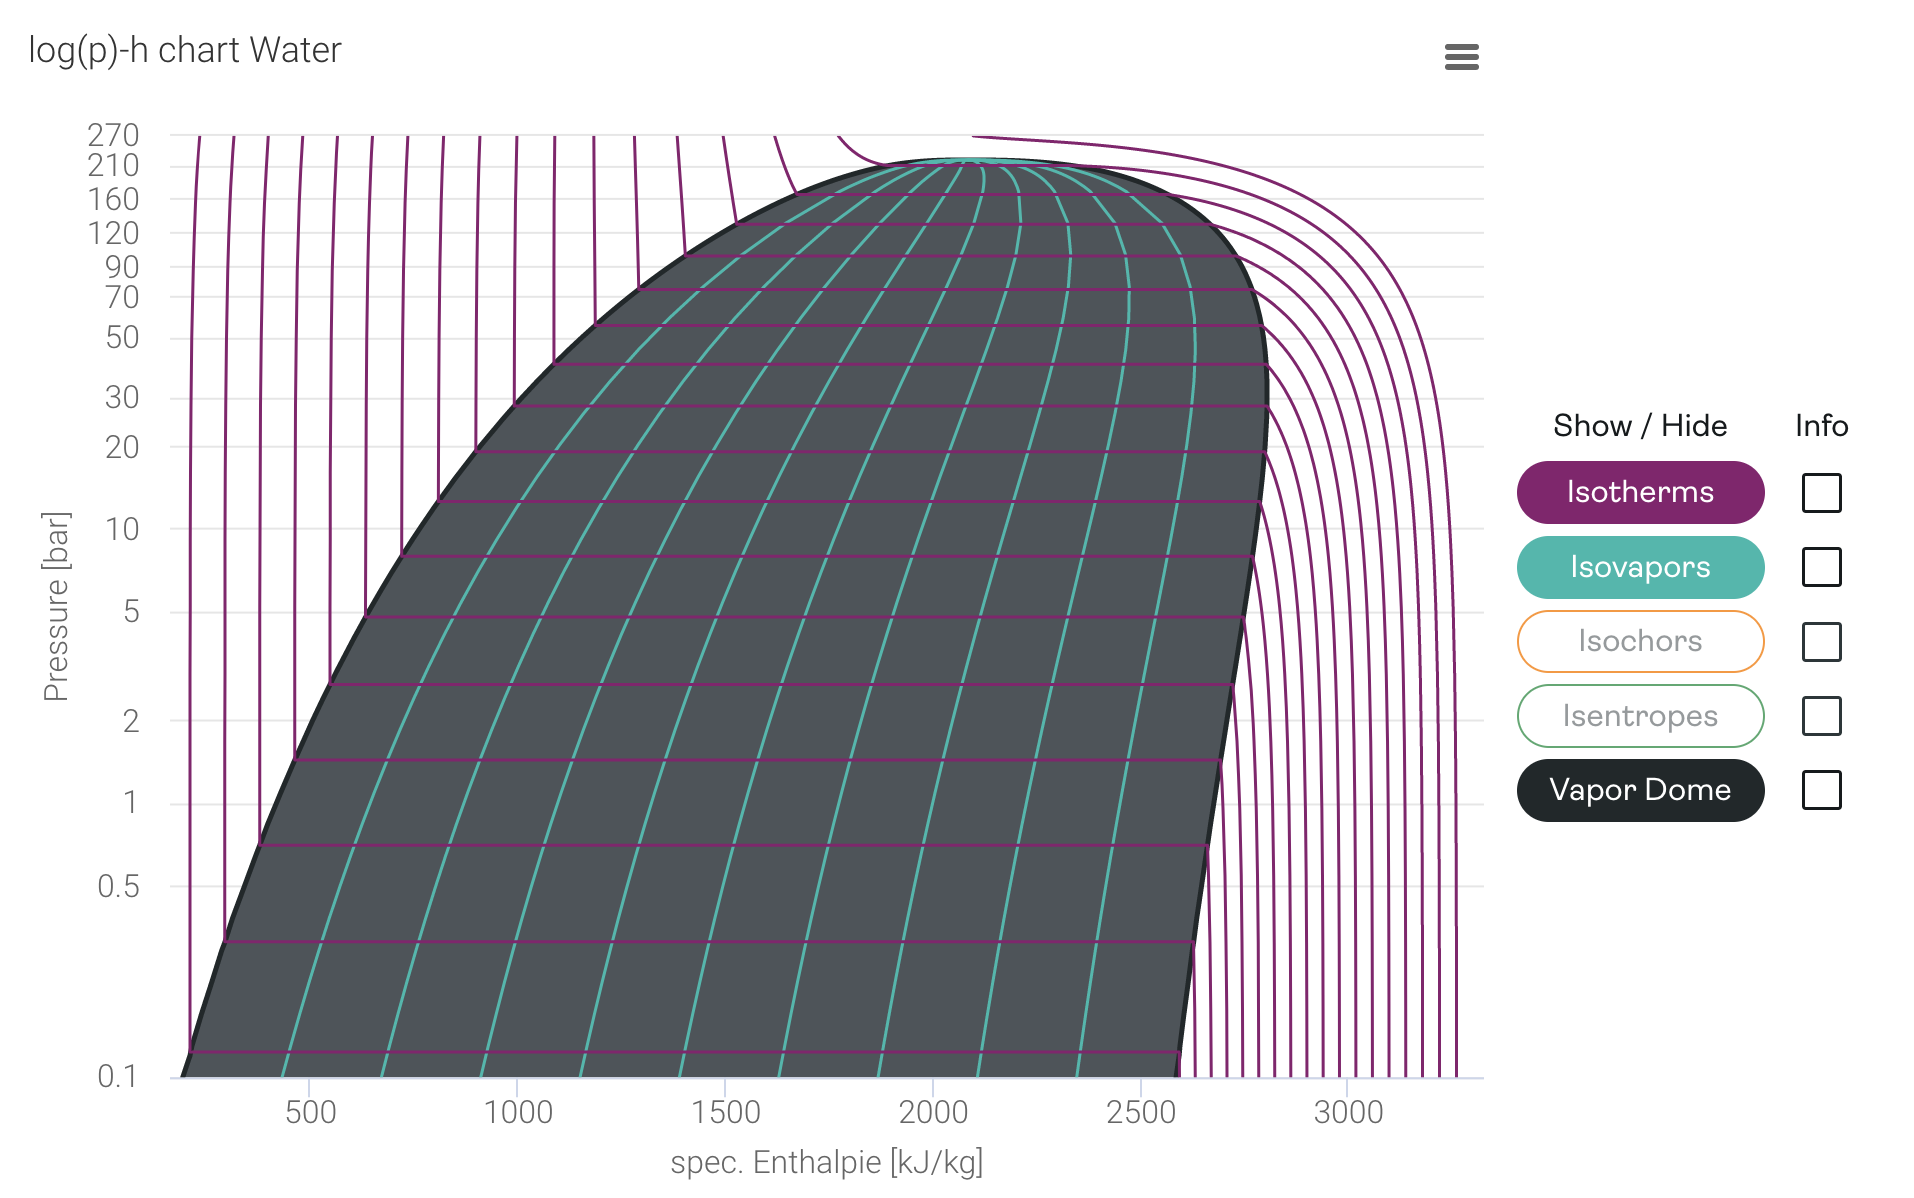 log(p)-h chart Water
270
210
160
120
90
70
50
30
20
10
5
2
1
0.5
0.1
Pressure [bar]
500 1000 1500 2000 2500 3000
spec. Enthalpie [kJ/kg]
Show / Hide Info
Isotherms
Isovapors
Isochors
Isentropes
Vapor Dome